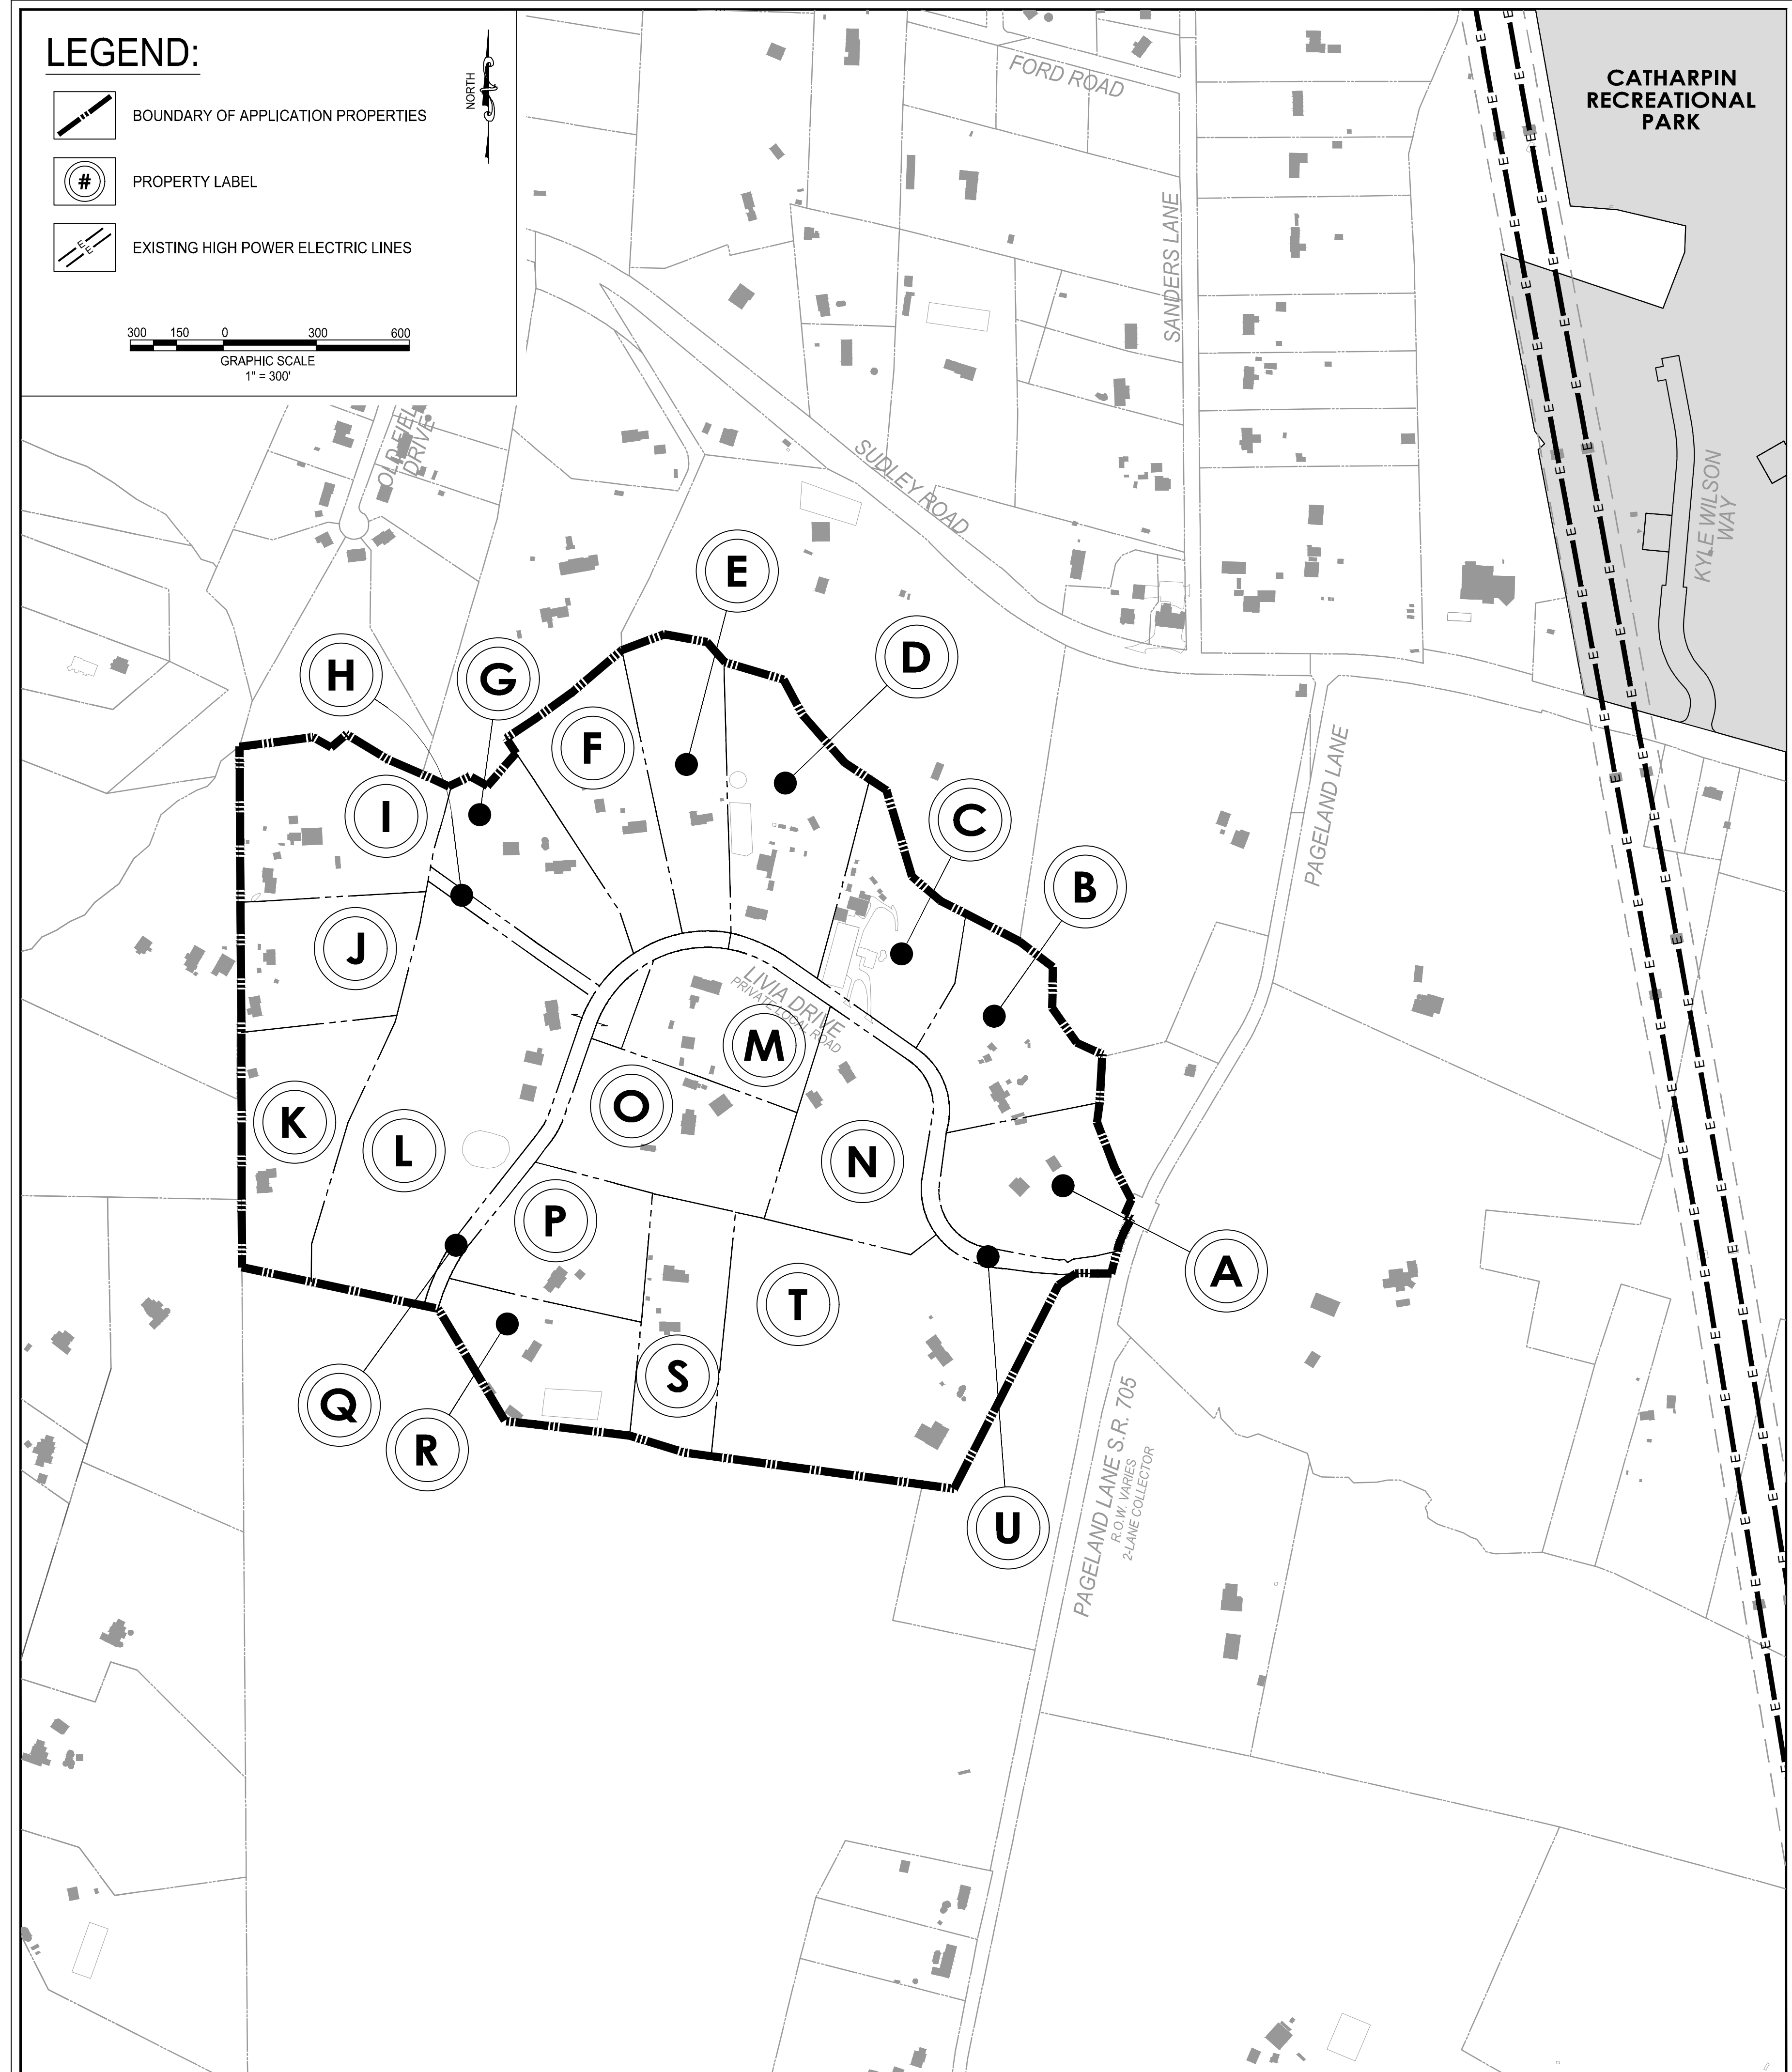 LEGEND:
NORTH
BOUNDARY OF APPLICATION PROPERTIES
#
PROPERTY LABEL
E
E
EXISTING HIGH POWER ELECTRIC LINES
300 150 0 300 600
GRAPHIC SCALE
1" = 300'
FORD ROAD
CATHARPIN
RECREATIONAL
PARK
SANDERS LANE
OLDFIELD
DRIVE
SUDLEY ROAD
KYLE WILSON
WAY
E
D
H
G
F
PAGELAND LANE
I
C
B
J
LIVIA DRIVE
PRIVATE LOCAL ROAD
M
O
K
L
N
P
A
T
S
Q
R
U
PAGELAND LANE S.R. 705
R.O.W. VARIES
2-LANE COLLECTOR